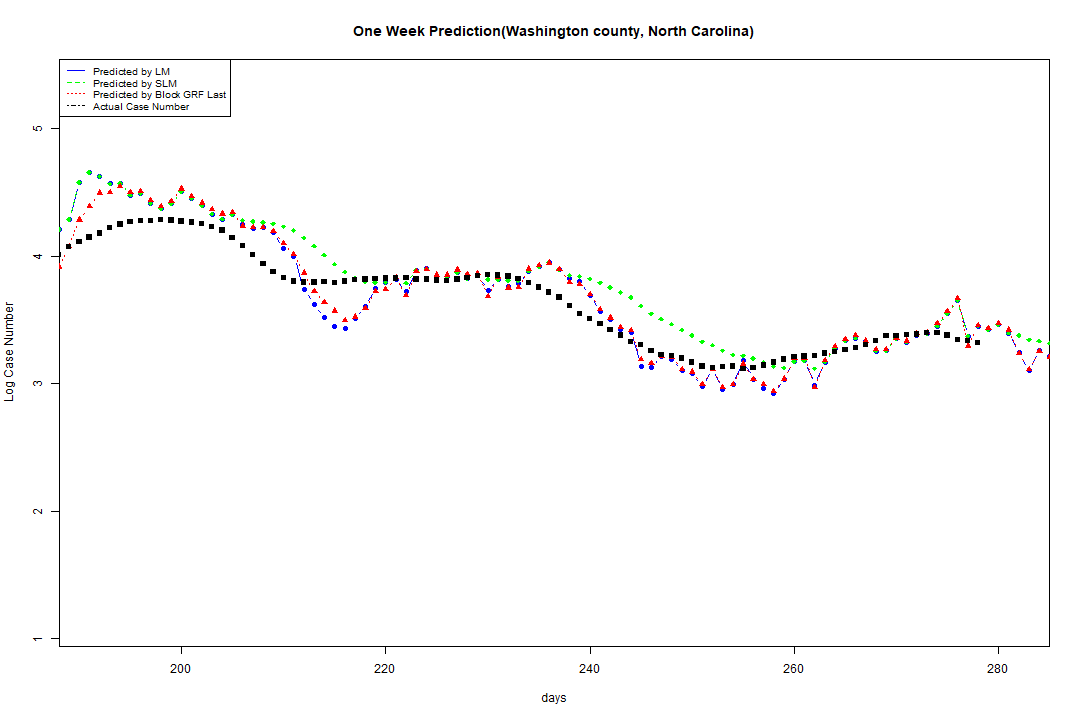 One Week Prediction(Washington county, North Carolina)
Predicted by LM
Predicted by SLM
Predicted by Block GRF Last
Actual Case Number
5
4
3
2
1
Log Case Number
200 220 240 260 280
days